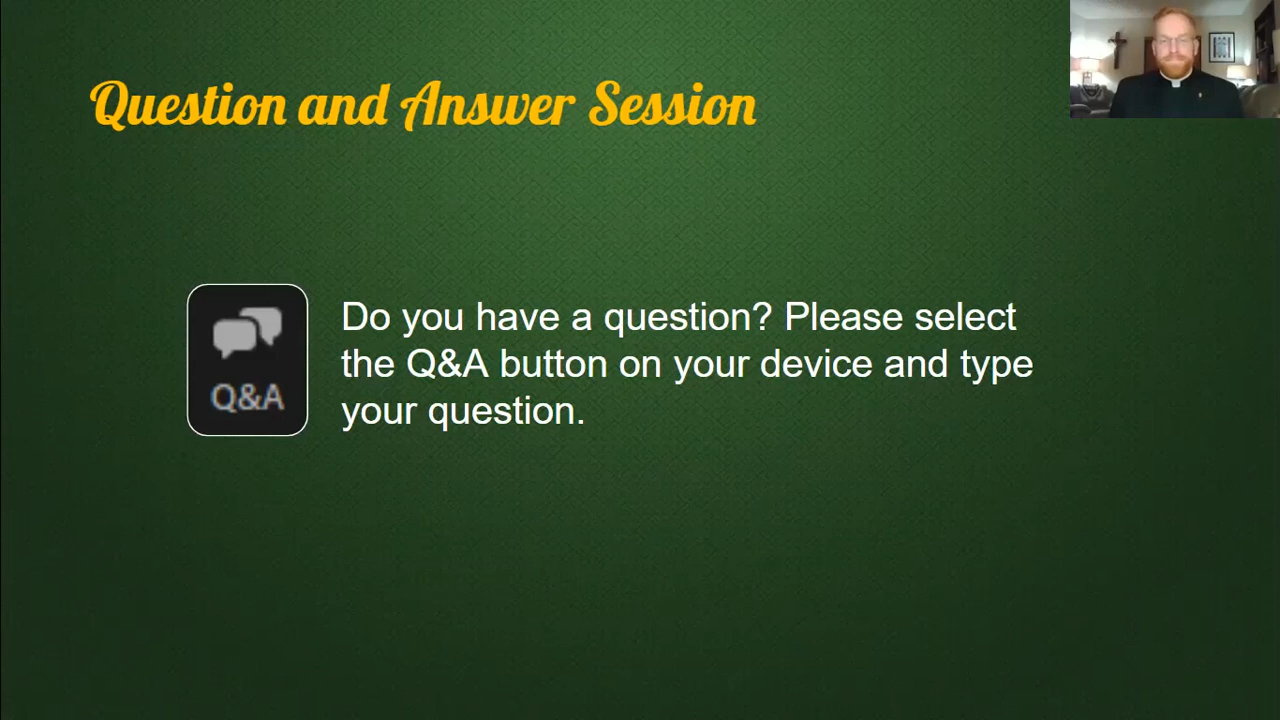 Question and Answer Session
Do you have a question? Please select
the Q&A button on your device and type
your question.
Q&A